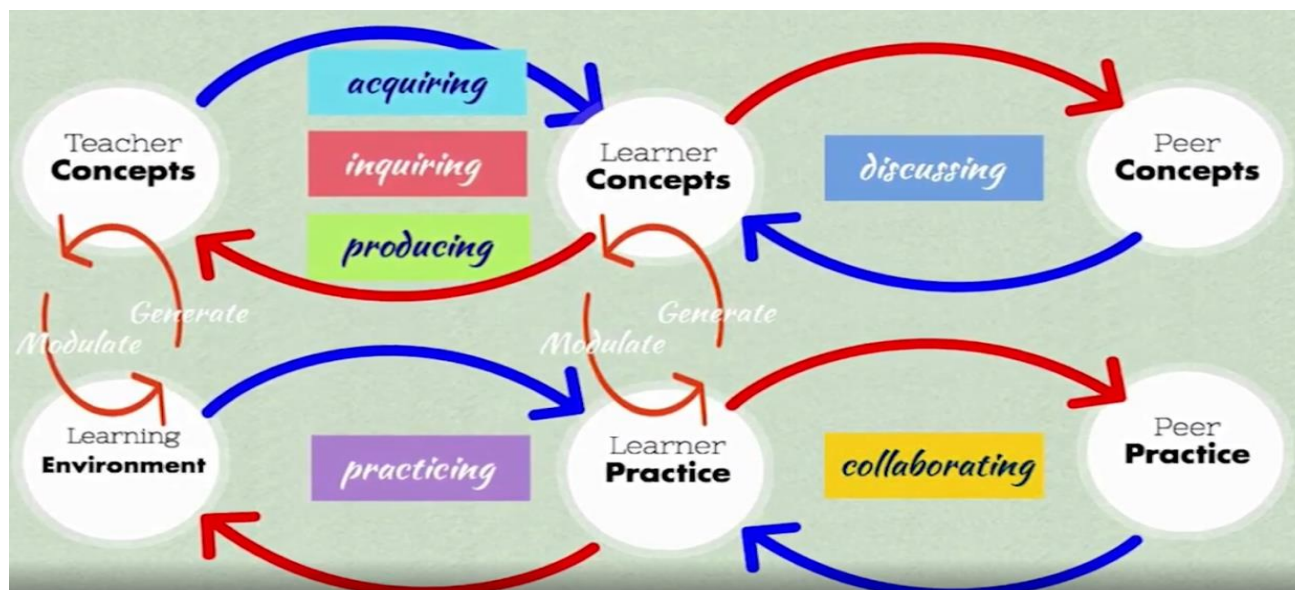 acquiring
Teacher
Concepts
inquiring
Learner
Concepts
discussing
Peer
Concepts
producing
Generate
Modulate
Generate
Modulate
Learning
Environment
practicing
Learner
Practice
collaborating
Peer
Practice